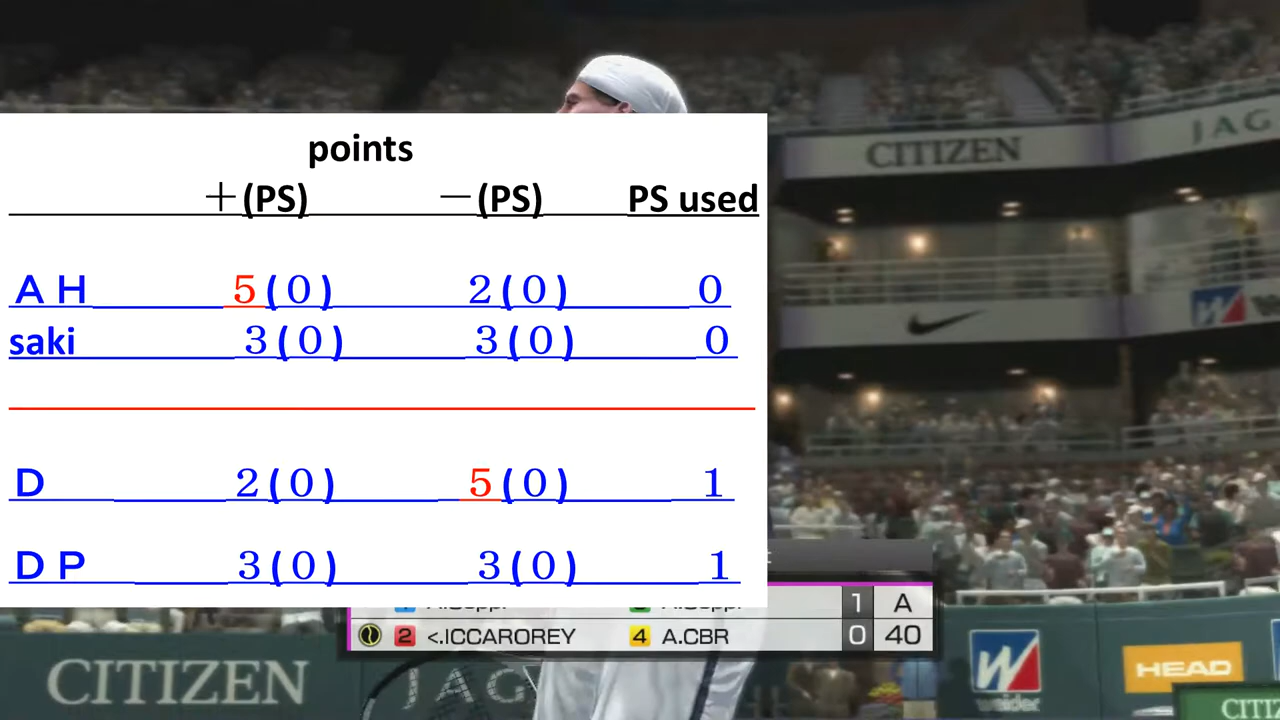 points
＋(PS) －(PS) PS used
A H 5(0) 2(0) 0
saki 3(0) 3(0) 0
D 2(0) 5(0) 1
D P 3(0) 3(0) 1
CITIZEN JAG
1 A
2 <.ICCAROREY 4 A.CBR 0 40
CITIZEN JAG
weider
HEAD
CITIZ